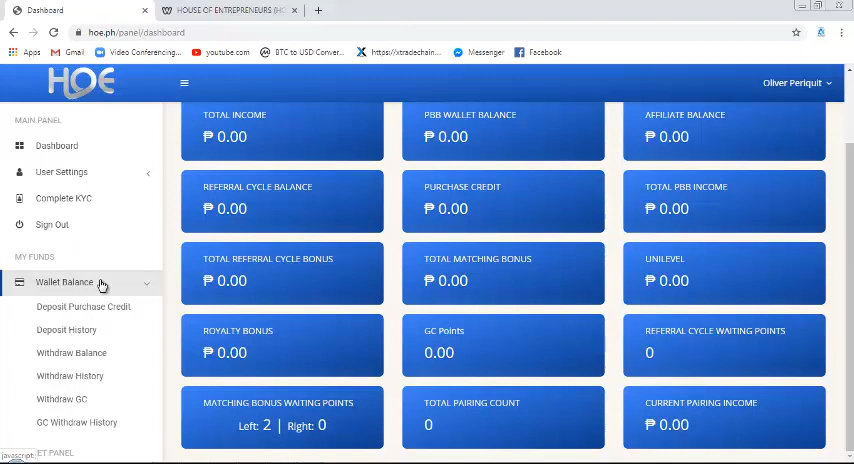 Dashboard
HOUSE OF ENTREPRENEURS (HO
hoe.ph/panel/dashboard
Apps Gmail Video Conferencing... youtube.com BTC to USD Conver... https://xtradechain... Messenger Facebook
HOE
Oliver Periquit
MAIN PANEL
Dashboard
User Settings
Complete KYC
Sign Out
MY FUNDS
Wallet Balance
Deposit Purchase Credit
Deposit History
Withdraw Balance
Withdraw History
Withdraw GC
GC Withdraw History
ET PANEL
javascript:
TOTAL INCOME
₱ 0.00
PBB WALLET BALANCE
₱ 0.00
AFFILIATE BALANCE
₱ 0.00
REFERRAL CYCLE BALANCE
₱ 0.00
PURCHASE CREDIT
₱ 0.00
TOTAL PBB INCOME
₱ 0.00
TOTAL REFERRAL CYCLE BONUS
₱ 0.00
TOTAL MATCHING BONUS
₱ 0.00
UNILEVEL
₱ 0.00
ROYALTY BONUS
₱ 0.00
GC Points
0.00
REFERRAL CYCLE WAITING POINTS
0
MATCHING BONUS WAITING POINTS
Left: 2 | Right: 0
TOTAL PAIRING COUNT
0
CURRENT PAIRING INCOME
₱ 0.00